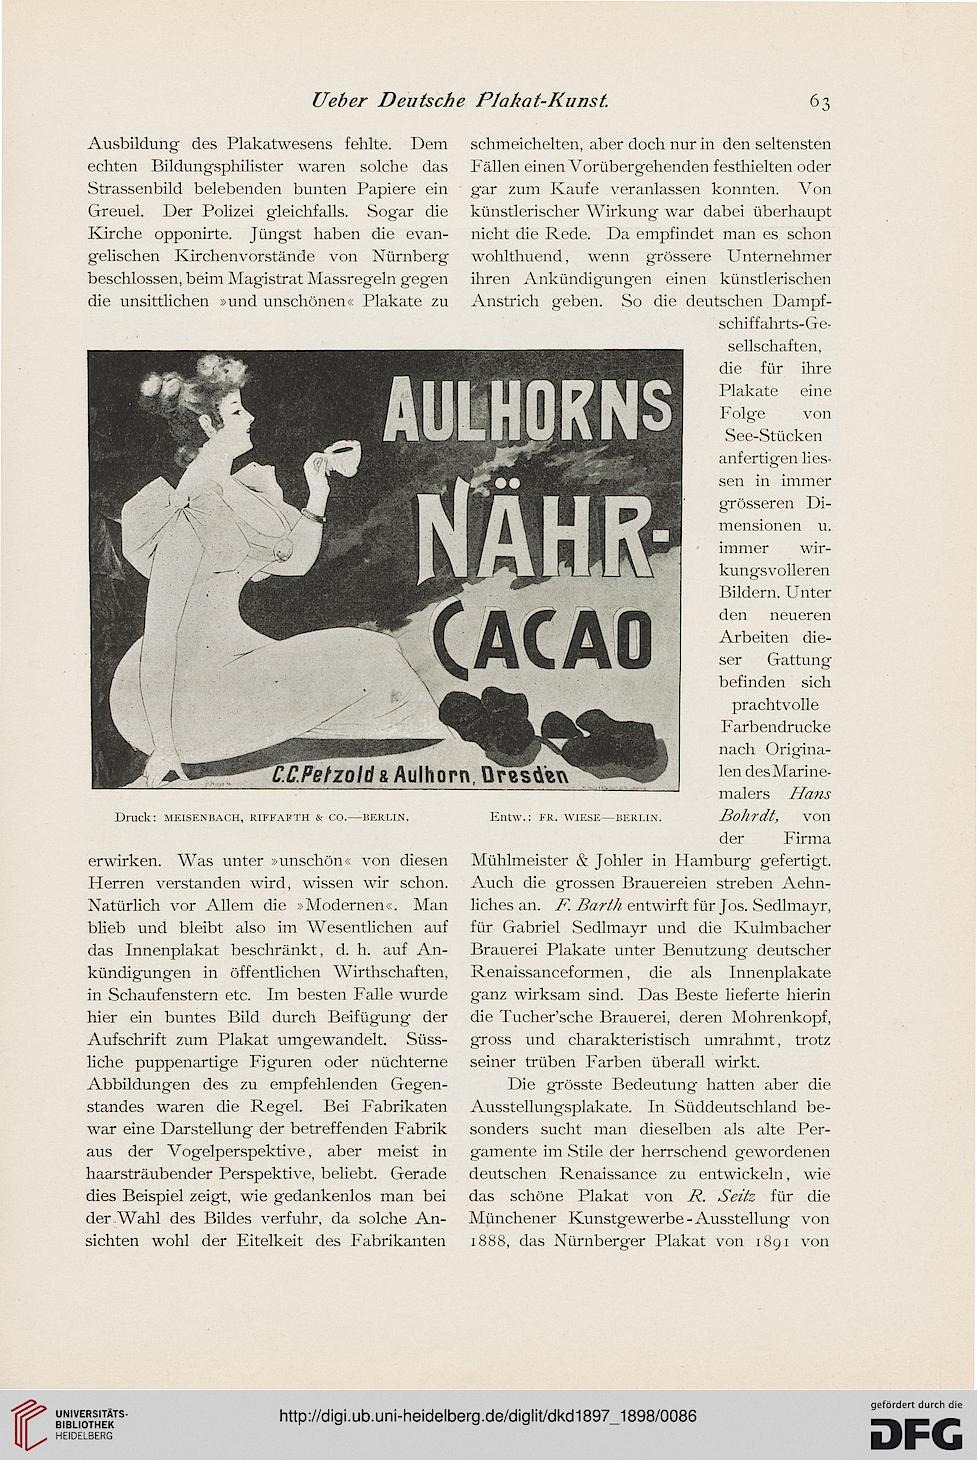 Ueber Deutsche Plakat-Kunst.
63
Ausbildung des Plakatwesens fehlte. Dem
echten Bildungsphilister waren solche das
Strassenbild belebenden bunten Papiere ein
Greuel. Der Polizei gleichfalls. Sogar die
Kirche opponirte. Jüngst haben die evan-
gelischen Kirchenvorstände von Nürnberg
beschlossen, beim Magistrat Massregeln gegen
die unsittlichen »und unschönen« Plakate zu
AULHORNS
NÄHR-
CACAO
C.C.Petzold & Aulhorn, Dresden
Druck: MEISENBACH, RIFFARTH & CO.—BERLIN.
Entw.: FR. WIESE—BERLIN.
erwirken. Was unter »unschön« von diesen
Herren verstanden wird, wissen wir schon.
Natürlich vor Allem die »Modernen«. Man
blieb und bleibt also im Wesentlichen auf
das Innenplakat beschränkt, d. h. auf An-
kündigungen in öffentlichen Wirthschaften,
in Schaufenstern etc. Im besten Falle wurde
hier ein buntes Bild durch Beifügung der
Aufschrift zum Plakat umgewandelt. Süss-
liche puppenartige Figuren oder nüchterne
Abbildungen des zu empfehlenden Gegen-
standes waren die Regel. Bei Fabrikaten
war eine Darstellung der betreffenden Fabrik
aus der Vogelperspektive, aber meist in
haarsträubender Perspektive, beliebt. Gerade
dies Beispiel zeigt, wie gedankenlos man bei
der Wahl des Bildes verfuhr, da solche An-
sichten wohl der Eitelkeit des Fabrikanten
schmeichelten, aber doch nur in den seltensten
Fällen einen Vorübergehenden festhielten oder
gar zum Kaufe veranlassen konnten. Von
künstlerischer Wirkung war dabei überhaupt
nicht die Rede. Da empfindet man es schon
wohlthuend, wenn grössere Unternehmer
ihren Ankündigungen einen künstlerischen
Anstrich geben. So die deutschen Dampf-
schiffahrts-Ge-
sellschaften,
die für ihre
Plakate eine
Folge von
See-Stücken
anfertigen lies-
sen in immer
grösseren Di-
mensionen u.
immer wir-
kungsvolleren
Bildern. Unter
den neueren
Arbeiten die-
ser Gattung
befinden sich
prachtvolle
Farbendrucke
nach Origina-
len des Marine-
malers Hans
Bohrdt, von
der Firma
Mühlmeister & Johler in Hamburg gefertigt.
Auch die grossen Brauereien streben Aehn-
liches an. F. Barth entwirft für Jos. Sedlmayr,
für Gabriel Sedlmayr und die Kulmbacher
Brauerei Plakate unter Benutzung deutscher
Renaissanceformen, die als Innenplakate
ganz wirksam sind. Das Beste lieferte hierin
die Tucher'sche Brauerei, deren Mohrenkopf,
gross und charakteristisch umrahmt, trotz
seiner trüben Farben überall wirkt.
Die grösste Bedeutung hatten aber die
Ausstellungsplakate. In Süddeutschland be-
sonders sucht man dieselben als alte Per-
gamente im Stile der herrschend gewordenen
deutschen Renaissance zu entwickeln, wie
das schöne Plakat von R. Seitz für die
Münchener Kunstgewerbe-Ausstellung von
1888, das Nürnberger Plakat von 1891 von
UNIVERSITÄTS-
BIBLIOTHEK
HEIDELBERG
http://digi.ub.uni-heidelberg.de/diglit/dkd1897_1898/0086
gefördert durch die
DFG